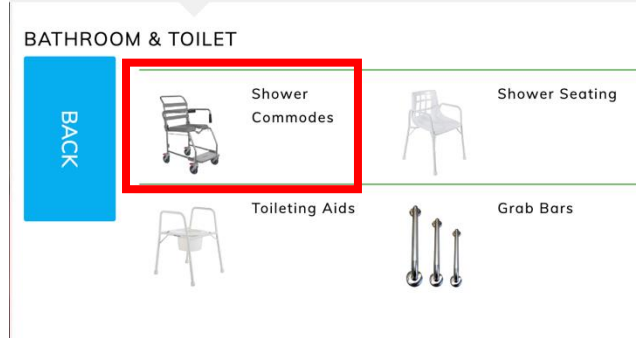 BATHROOM & TOILET
BACK
Shower
Commodes
Shower Seating
Toileting Aids
Grab Bars